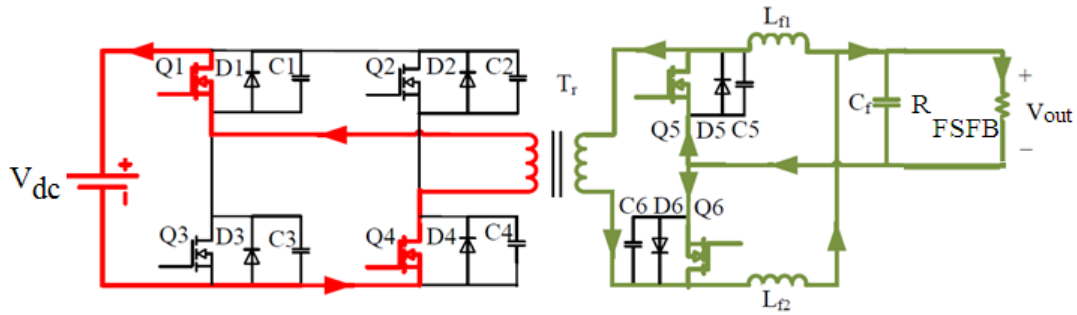 Q1 D1 C1 Q2 D2 C2
Vdc
+
-
Q3 D3 C3 Q4 D4 C4
Tr
Lf1
Q5 D5 C5
C6 D6 Q6
Lf2
Cf
R FSFB
+
Vout
-